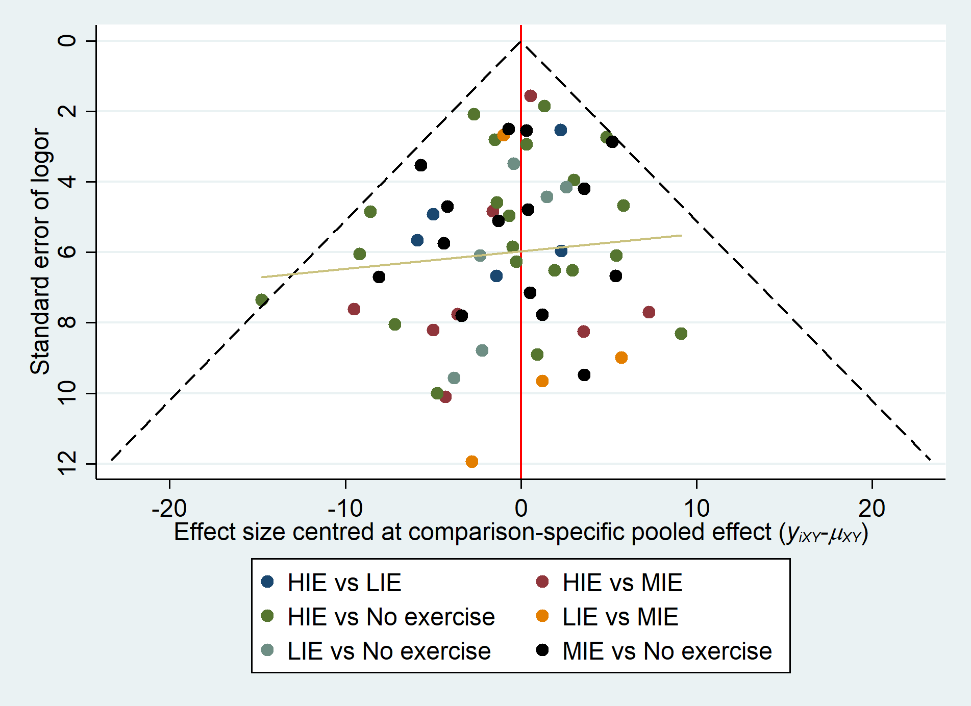 0
2
4
6
8
10
12
Standard error of logor
-20 -10 0 10 20
Effect size centred at comparison-specific pooled effect (yiXY-μXY)
HIE vs LIE HIE vs MIE
HIE vs No exercise LIE vs MIE
LIE vs No exercise MIE vs No exercise